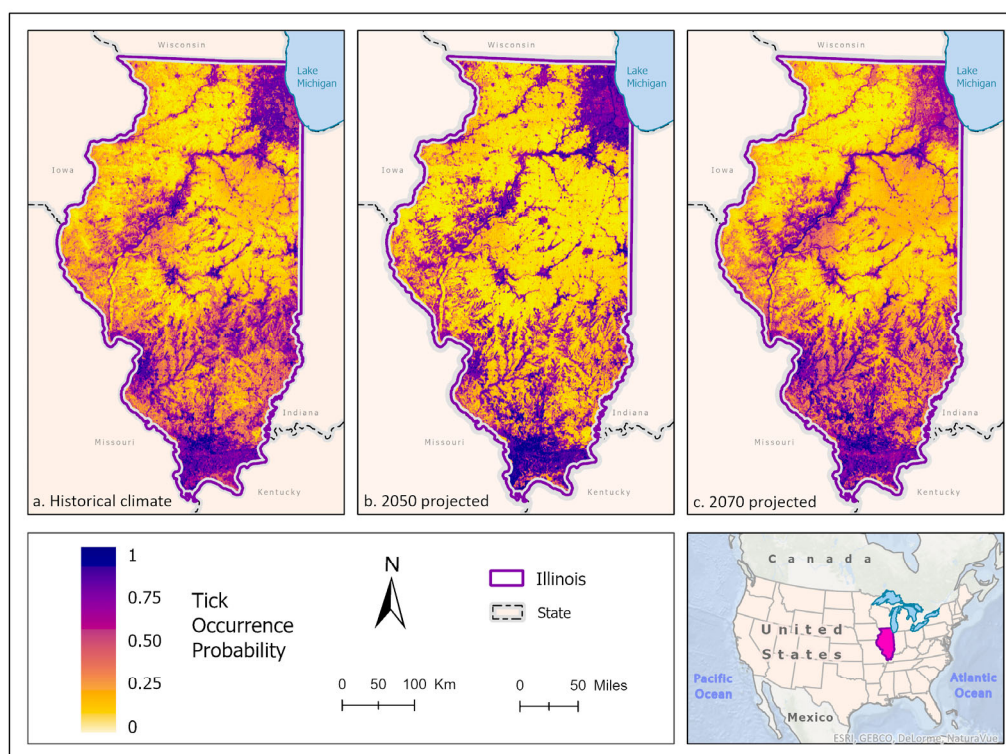 Wisconsin
Lake
Michigan
Iowa
Indiana
Missouri
Kentucky
a. Historical climate
Wisconsin
Lake
Michigan
Iowa
Indiana
Missouri
Kentucky
b. 2050 projected
Wisconsin
Lake
Michigan
Iowa
Indiana
Missouri
Kentucky
c. 2070 projected
1
0.75
0.50
0.25
0
Tick
Occurrence
Probability
N
Illinois
State
0 50 100 Km
0 50 Miles
Canada
United
States
Pacific
Ocean
Atlantic
Ocean
Mexico
ESRI, GEBCO, DeLorme, NaturalVue